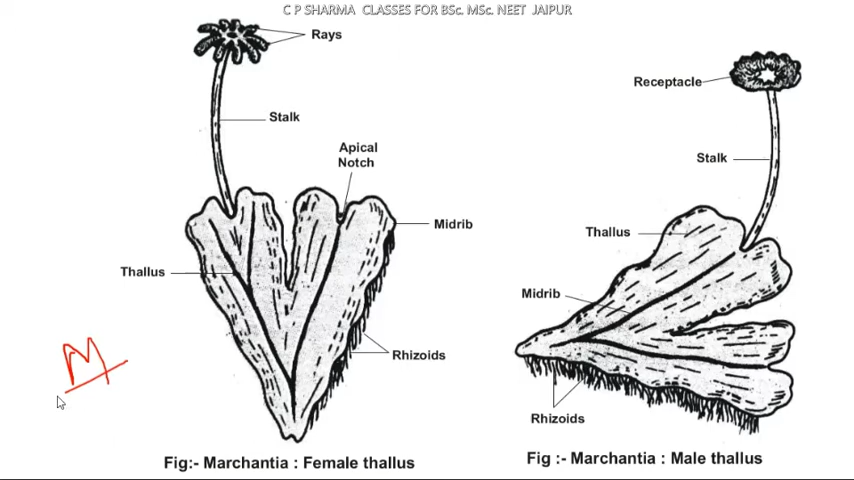 C P SHARMA CLASSES FOR BSc. MSc. NEET JAIPUR
Rays
Stalk
Apical
Notch
Midrib
Thallus
Rhizoids
M
Fig:- Marchantia : Female thallus
Receptacle
Stalk
Thallus
Midrib
Rhizoids
Fig :- Marchantia : Male thallus